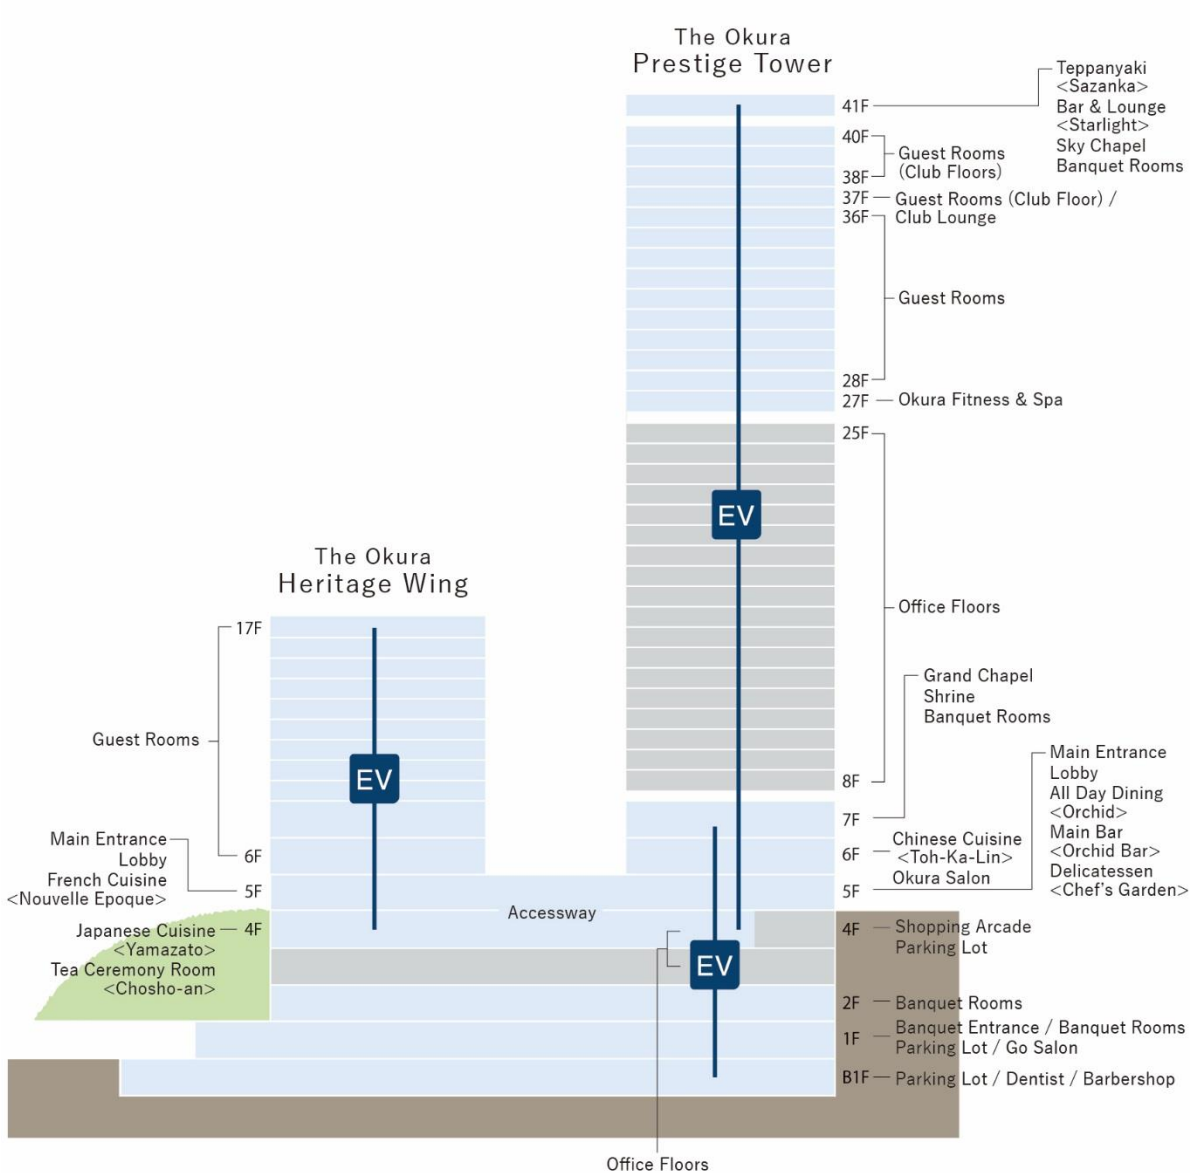 The Okura
Prestige Tower
41F
Teppanyaki
<Sazanka>
Bar & Lounge
<Starlight>
Sky Chapel
Banquet Rooms
40F
38F
Guest Rooms
(Club Floors)
37F
Guest Rooms (Club Floor) /
Club Lounge
36F
Guest Rooms
28F
27F
Okura Fitness & Spa
25F
EV
Office Floors
8F
7F
Grand Chapel
Shrine
Banquet Rooms
6F
Chinese Cuisine
<Toh-Ka-Lin>
Okura Salon
5F
Main Entrance
Lobby
All Day Dining
<Orchid>
Main Bar
<Orchid Bar>
Delicatessen
<Chef's Garden>
The Okura
Heritage Wing
17F
Guest Rooms
EV
6F
Main Entrance
Lobby
French Cuisine
<Nouvelle Epoque>
5F
Japanese Cuisine
<Yamazato>
Tea Ceremony Room
<Chosho-an>
4F
Accessway
EV
4F
Shopping Arcade
Parking Lot
2F
Banquet Rooms
1F
Banquet Entrance / Banquet Rooms
Parking Lot / Go Salon
B1F
Parking Lot / Dentist / Barbershop
Office Floors